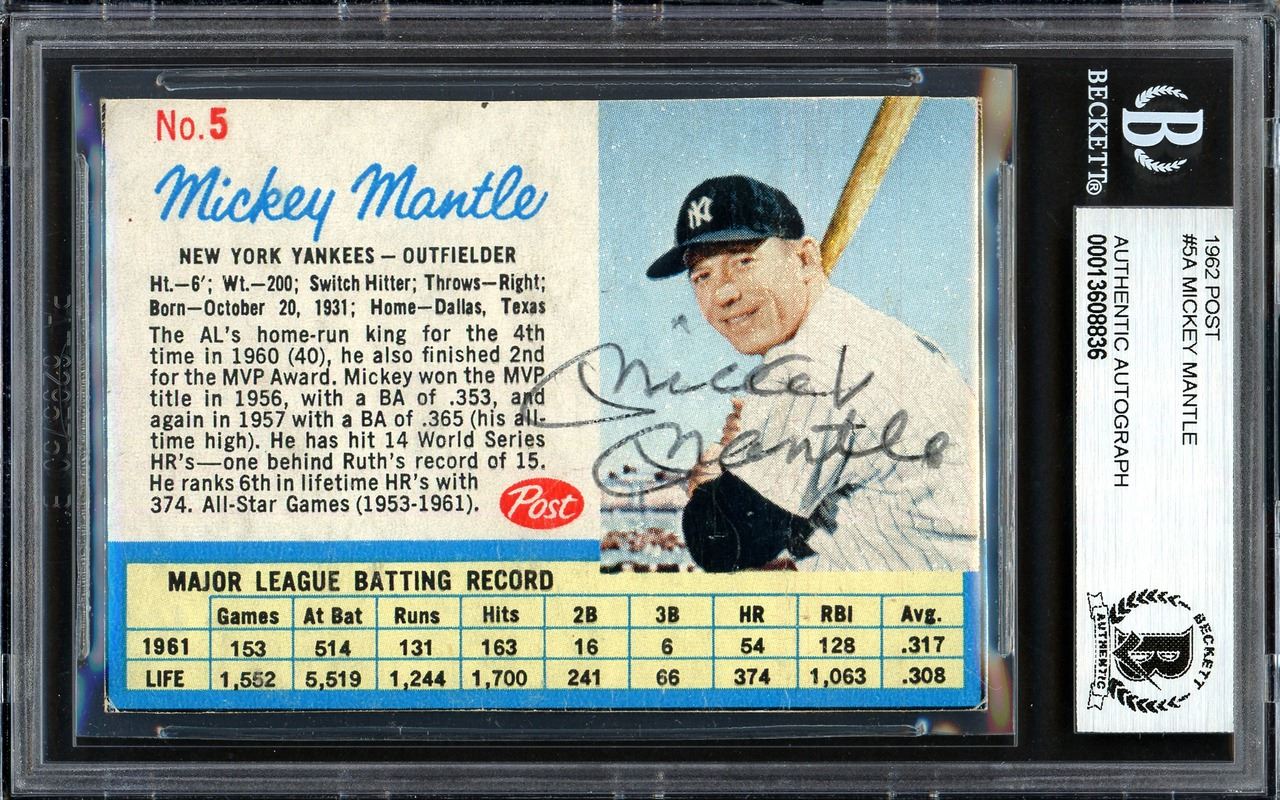 No.5
Mickey Mantle
NEW YORK YANKEES – OUTFIELDER
Ht.—6'; Wt.—200; Switch Hitter; Throws—Right;
Born—October 20, 1931; Home—Dallas, Texas
The AL's home-run king for the 4th
time in 1960 (40), he also finished 2nd
for the MVP Award. Mickey won the MVP
title in 1956, with a BA of .353, and
again in 1957 with a BA of .365 (his all-
time high). He has hit 14 World Series
HR's—one behind Ruth's record of 15.
He ranks 6th in lifetime HR's with
374. All-Star Games (1953-1961).
Post
NY
Mickey
Mantle
MAJOR LEAGUE BATTING RECORD
Games At Bat Runs Hits 2B 3B HR RBI Avg.
1961 153 514 131 163 16 6 54 128 .317
LIFE 1,552 5,519 1,244 1,700 241 66 374 1,063 .308
B
BECKETT®
1962 POST
#5A MICKEY MANTLE
AUTHENTIC AUTOGRAPH
00013608836
BECKETT
B
AUTHENTIC